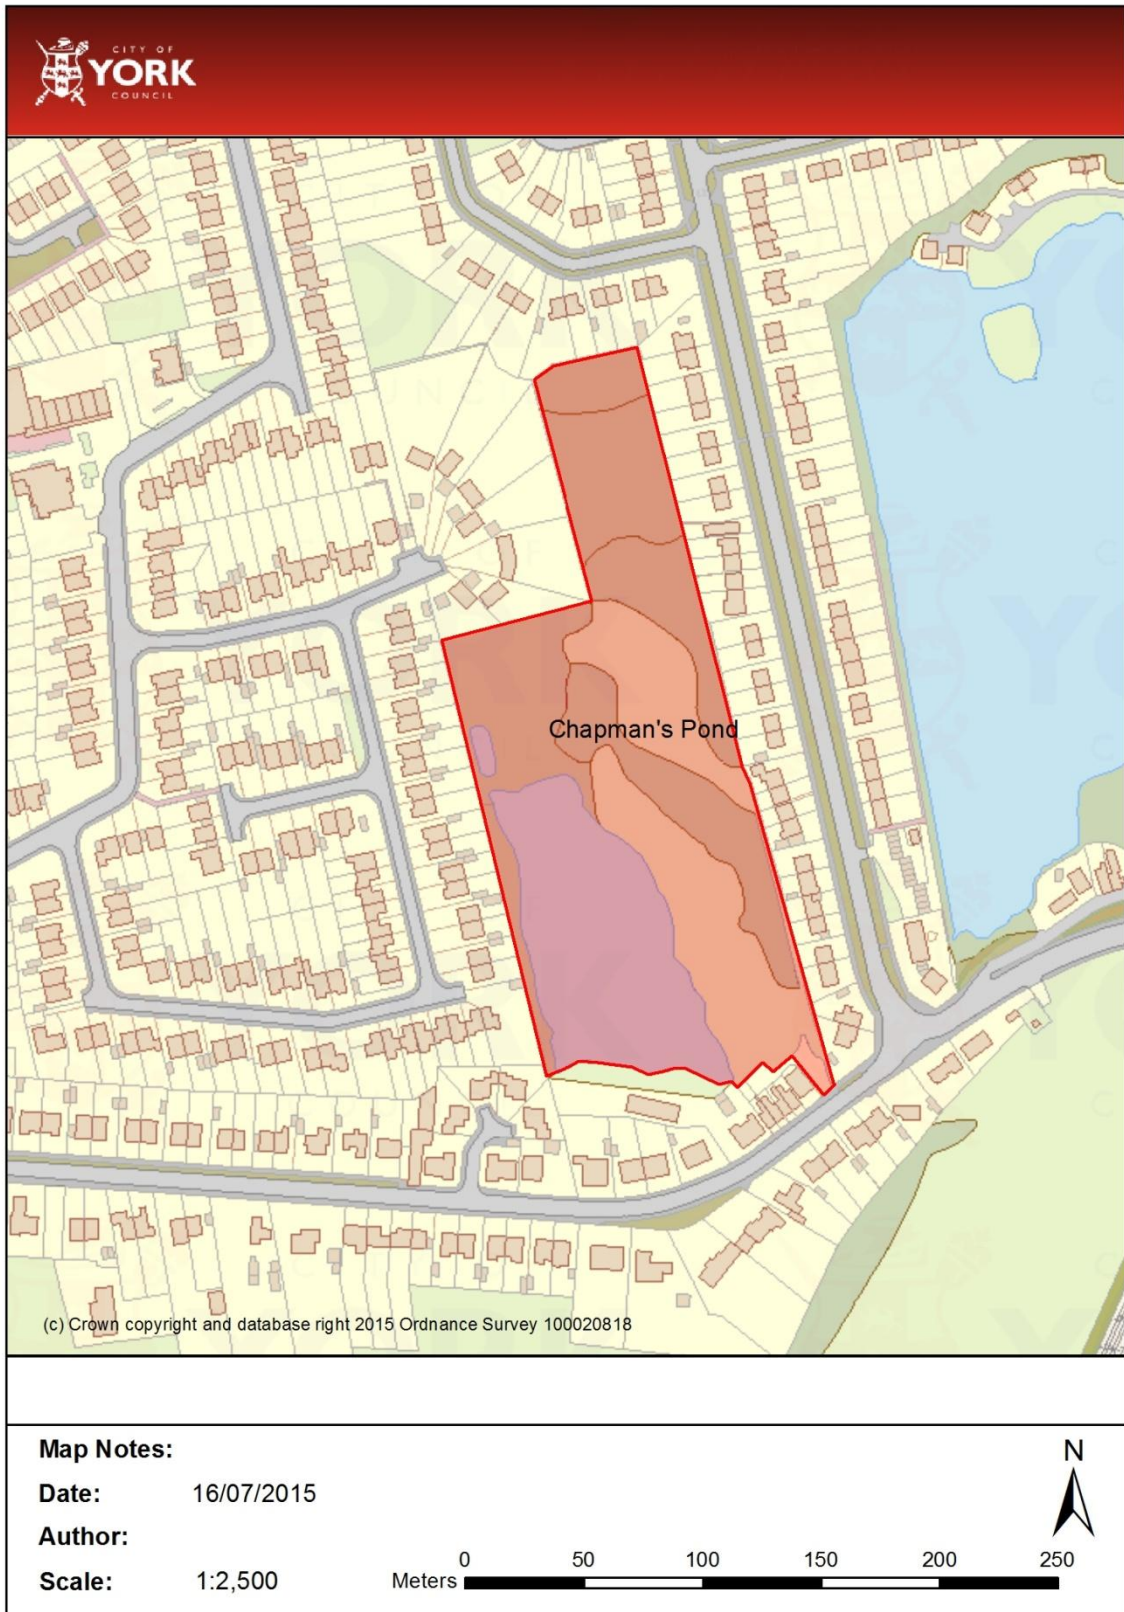 CITY OF
YORK
COUNCIL
Chapman's Pond
(c) Crown copyright and database right 2015 Ordnance Survey 100020818
Map Notes:
Date: 16/07/2015
Author:
Scale: 1:2,500
N
0 50 100 150 200 250
Meters